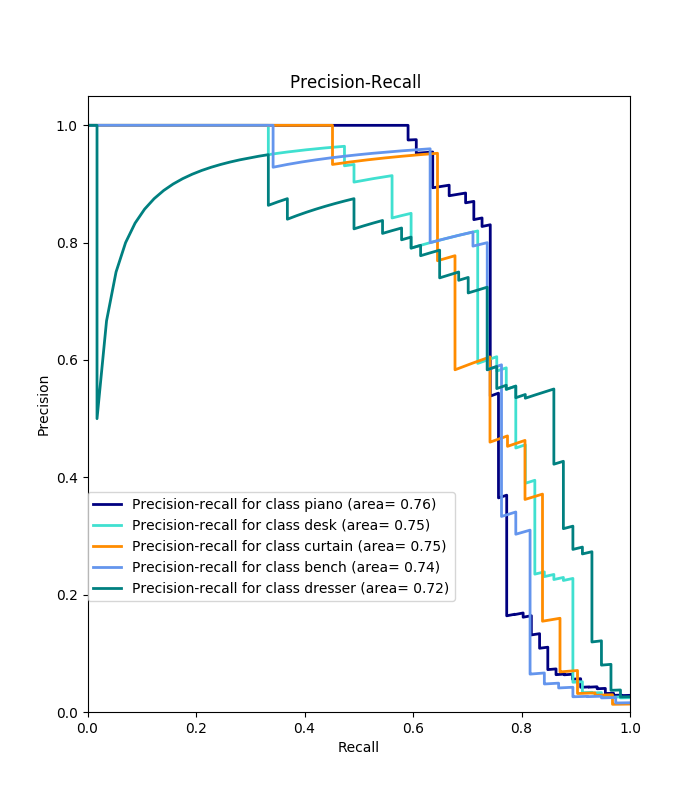 Precision-Recall
1.0
0.8
0.6
0.4
0.2
0.0
Precision
Precision-recall for class piano (area= 0.76)
Precision-recall for class desk (area= 0.75)
Precision-recall for class curtain (area= 0.75)
Precision-recall for class bench (area= 0.74)
Precision-recall for class dresser (area= 0.72)
0.0 0.2 0.4 0.6 0.8 1.0
Recall